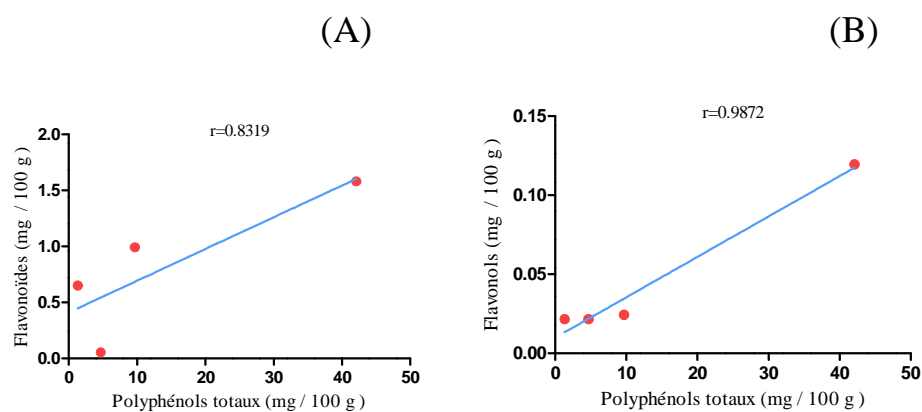 (A)
r=0.8319
Flavonoïdes (mg / 100 g )
2.0
1.5
1.0
0.5
0.0
0
10
20
30
40
50
Polyphénols totaux (mg / 100 g )
(B)
r=0.9872
Flavonols (mg / 100 g )
0.15
0.10
0.05
0.00
0
10
20
30
40
50
Polyphénols totaux (mg / 100 g )